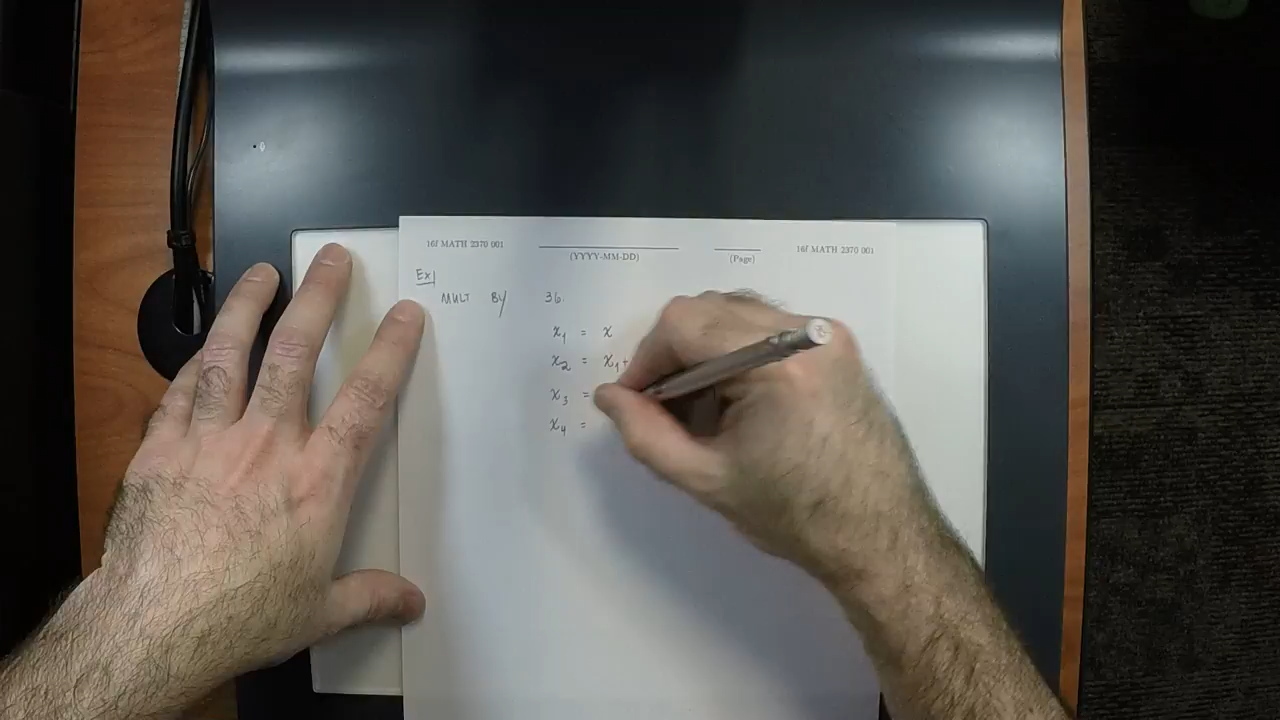 16f MATH 2370 001 (YYYY-MM-DD) (Page) 16f MATH 2370 001
Ex|
MULT BY 36.
x₁ = x
x₂ = x₁ +
x₃ =
x₄ =